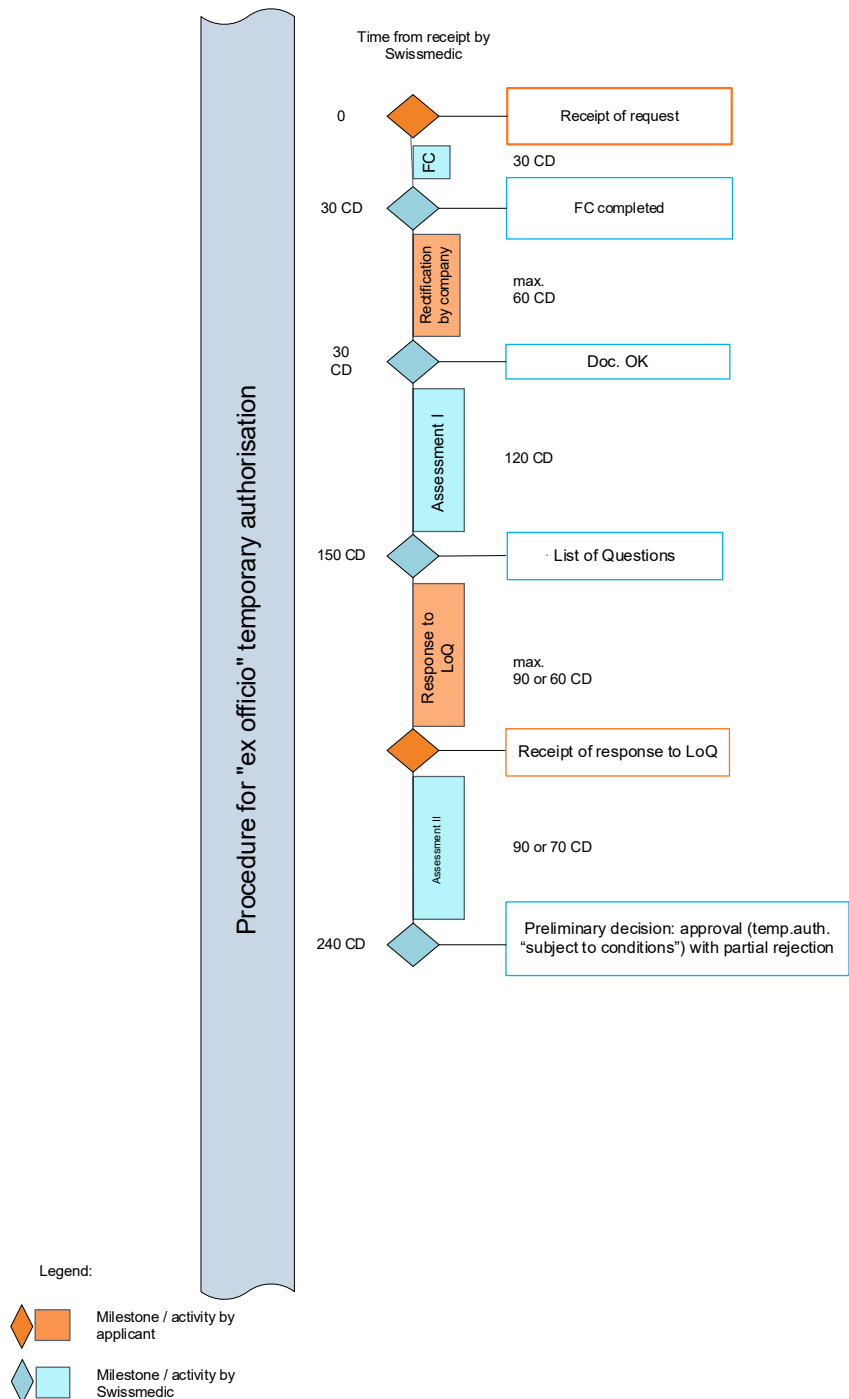 Time from receipt by
Swissmedic
0
Receipt of request
FC
30 CD
30 CD
FC completed
Rectification
by company
max.
60 CD
30
CD
Doc. OK
Assessment I
120 CD
150 CD
· List of Questions
Response to
LoQ
max.
90 or 60 CD
Receipt of response to LoQ
Assessment II
90 or 70 CD
240 CD
Preliminary decision: approval (temp.auth.
“subject to conditions”) with partial rejection
Procedure for "ex officio" temporary authorisation
Legend:
Milestone / activity by
applicant
Milestone / activity by
Swissmedic